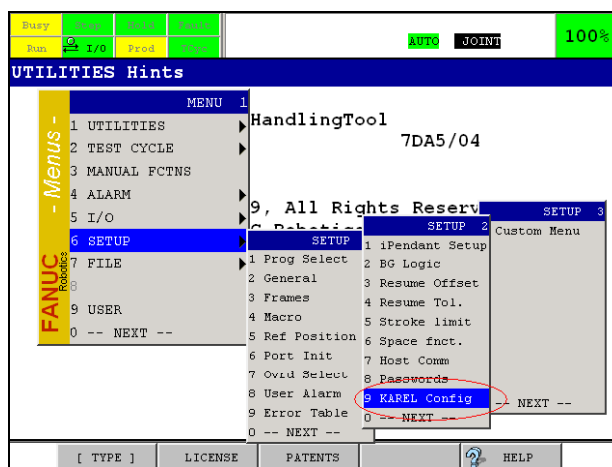 Busy Step Hold Fault
Run I/O Prod TCyc
AUTO JOINT 100%
UTILITIES Hints
MENU 1
1 UTILITIES
2 TEST CYCLE
3 MANUAL FCTNS
4 ALARM
5 I/O
6 SETUP
7 FILE
8
9 USER
0 -- NEXT --
- Menus -
FANUC
Robotics
HandlingTool
7DA5/04
9, All Rights Reserv
SETUP
1 Prog Select
2 General
3 Frames
4 Macro
5 Ref Position
6 Port Init
7 Ovrd Select
8 User Alarm
9 Error Table
0 -- NEXT --
SETUP 2
1 iPendant Setup
2 BG Logic
3 Resume Offset
4 Resume Tol.
5 Stroke limit
6 Space fnct.
7 Host Comm
8 Passwords
9 KAREL Config
0 -- NEXT --
SETUP 3
Custom Menu
-- NEXT --
[ TYPE ] LICENSE PATENTS HELP